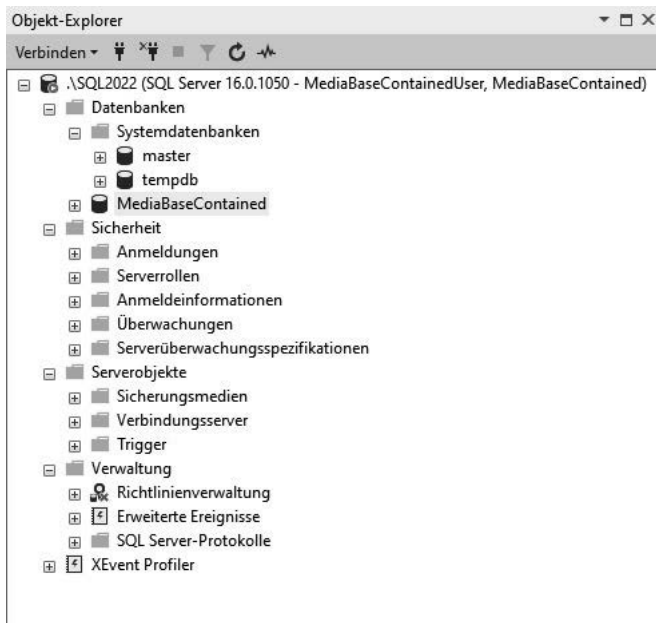 Objekt-Explorer
Verbinden
.\SQL2022 (SQL Server 16.0.1050 - MediaBaseContainedUser, MediaBaseContained)
Datenbanken
Systemdatenbanken
master
tempdb
MediaBaseContained
Sicherheit
Anmeldungen
Serverrollen
Anmeldeinformationen
Überwachungen
Serverüberwachungsspezifikationen
Serverobjekte
Sicherungsmedien
Verbindungsserver
Trigger
Verwaltung
Richtlinienverwaltung
Erweiterte Ereignisse
SQL Server-Protokolle
XEvent Profiler